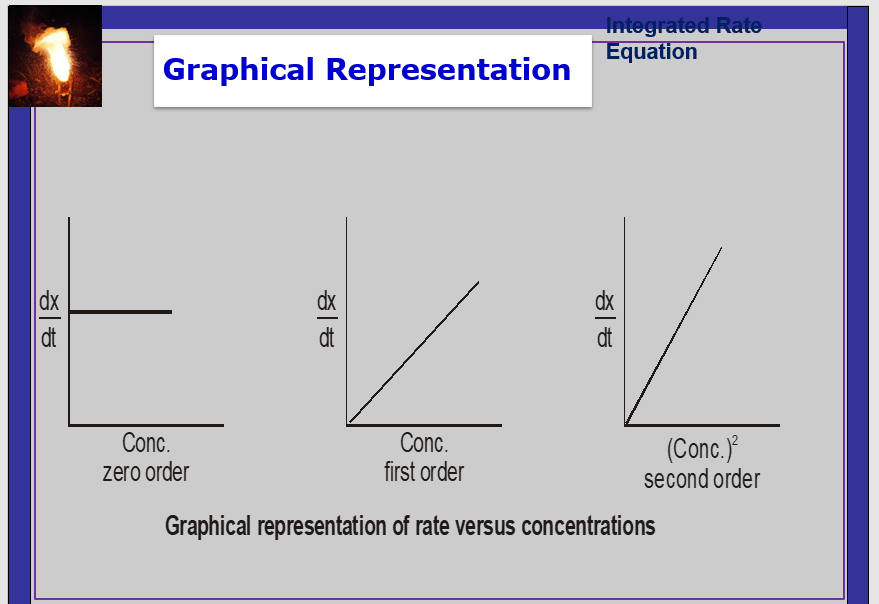 Integrated Rate
Equation
Graphical Representation
dx
dt
Conc.
zero order
dx
dt
Conc.
first order
dx
dt
(Conc.)²
second order
Graphical representation of rate versus concentrations